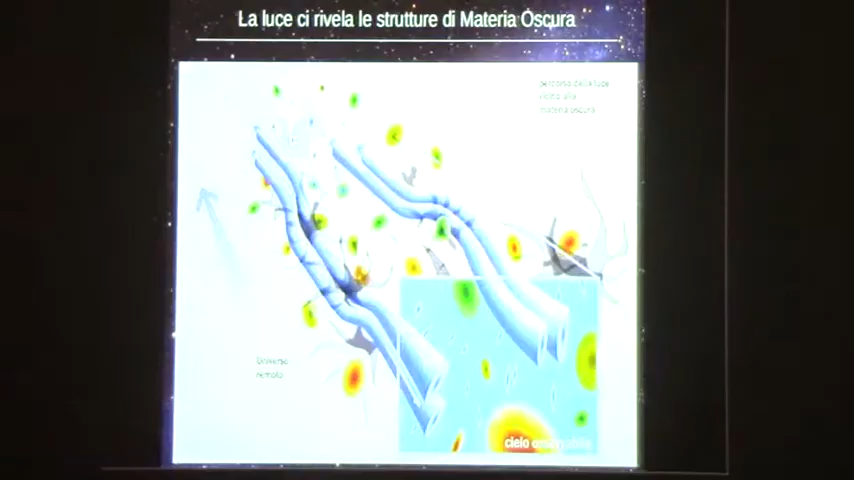 La luce ci rivela le strutture di Materia Oscura
percorso della luce
vicino alla
materia oscura
Universo
remoto
cielo osservabile